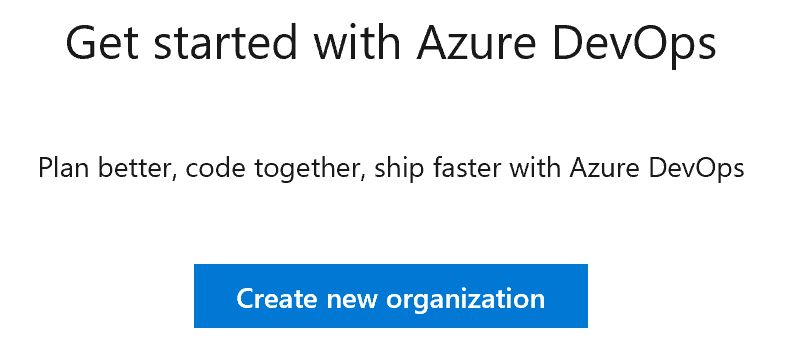 Get started with Azure DevOps
Plan better, code together, ship faster with Azure DevOps
Create new organization